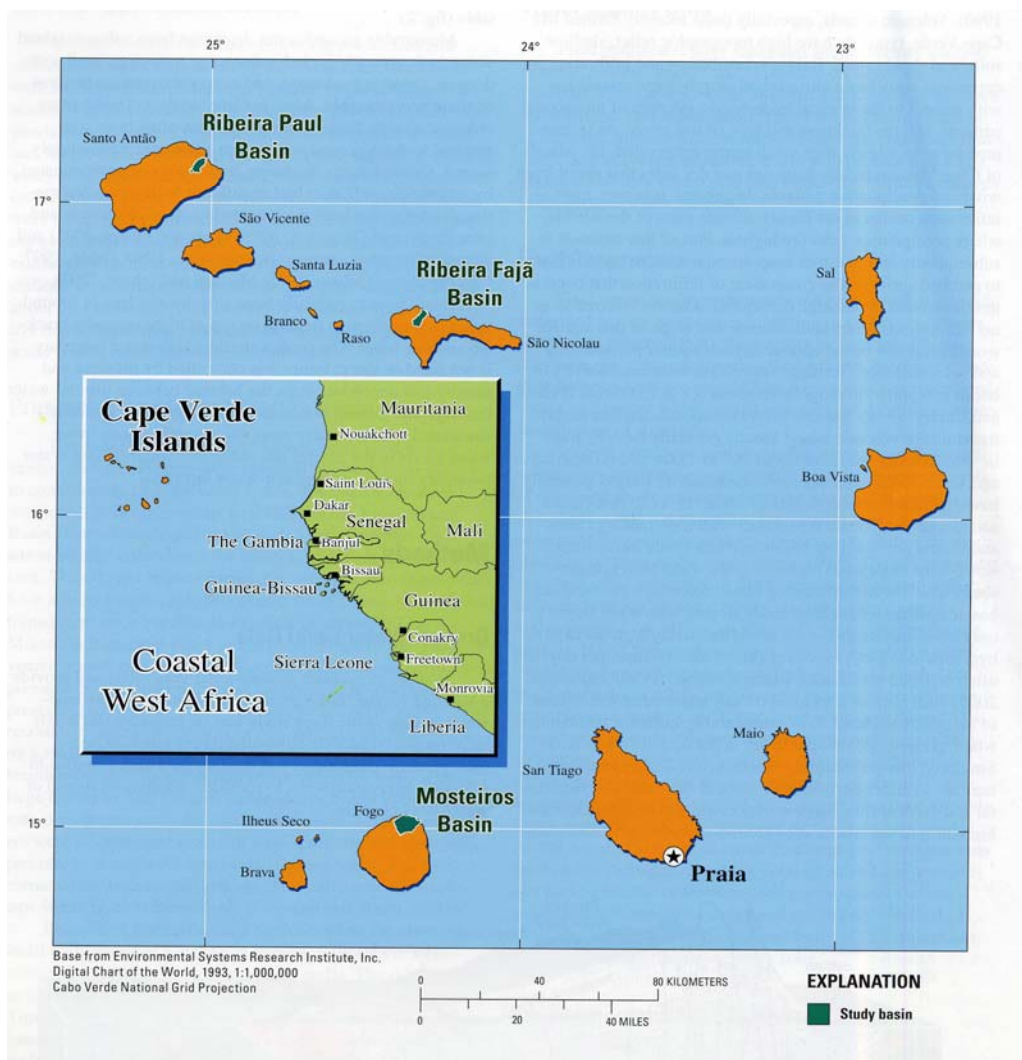 25°
24°
23°
Santo Antão
Ribeira Paul
Basin
17°
São Vicente
Santa Luzia
Ribeira Fajã
Basin
Sal
Branco
Raso
São Nicolau
Cape Verde
Islands
Mauritania
Nouakchott
Saint Louis
Dakar
Senegal
Mali
The Gambia
Banjul
Bissau
Guinea-Bissau
Guinea
Conakry
Sierra Leone
Freetown
Coastal
West Africa
Monrovia
Liberia
Boa Vista
16°
Maio
San Tiago
Mosteiros
Basin
Fogo
Ilheus Seco
15°
Brava
Praia
Base from Environmental Systems Research Institute, Inc.
Digital Chart of the World, 1993, 1:1,000,000
Cabo Verde National Grid Projection
0 40 80 KILOMETERS
0 20 40 MILES
EXPLANATION
Study basin